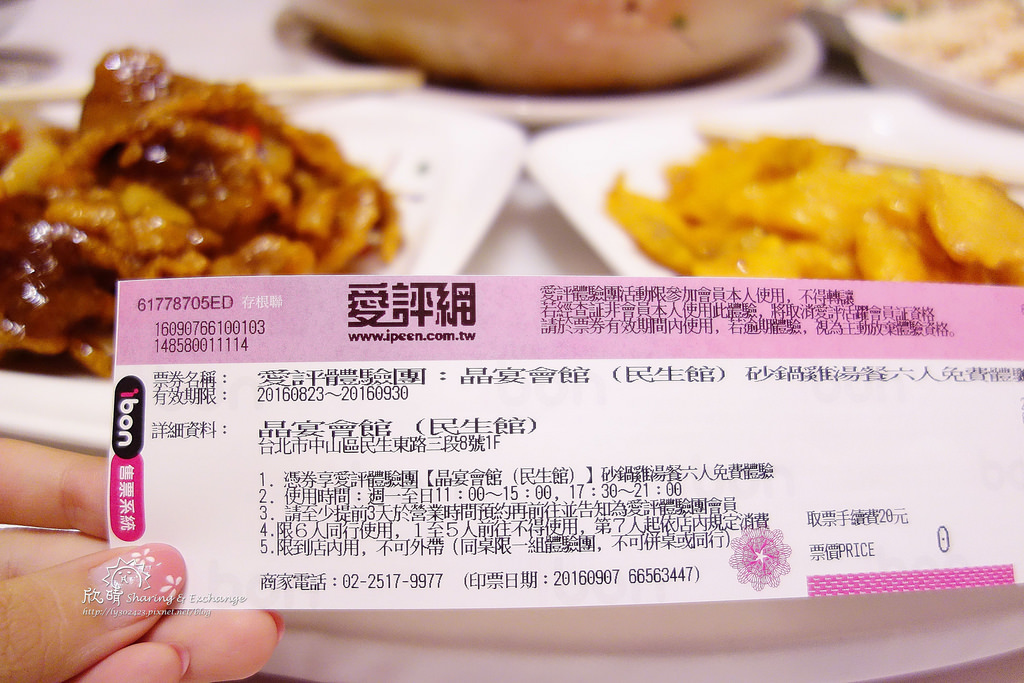 61778705ED 存根聯
16090766100103
148580011114
愛評網
www.ipeen.com.tw
愛評體驗團活動限參加會員本人使用，不得轉讓
若經查証非會員本人使用此體驗，將取消愛評活躍會員証資格
請於票券有效期間內使用，若逾期體驗，視為主動放棄體驗資格。
票券名稱： 愛評體驗團：晶宴會館（民生館）砂鍋雞湯餐六人免費體驗
有效期限： 20160823～20160930
詳細資料： 晶宴會館（民生館）
台北市中山區民生東路三段8號1F
1. 憑券享愛評體驗團【晶宴會館（民生館）】砂鍋雞湯餐六人免費體驗
2. 使用時間：週一至日11：00～15：00, 17：30～21：00
3. 請至少提前3天於營業時間預約再前往並告知為愛評體驗團會員
4.限6人同行使用，1至5人前往不得使用，第7人起依店內規定消費
5.限到店內用，不可外帶（同桌限一組體驗團，不可併桌或同行）
商家電話：02-2517-9977 （印票日期：20160907 66563447）
取票手續費20元
票價PRICE 0
ibon
售票系統
欣晴 Sharing & Exchange
http://ly302423.pixnet.net/blog